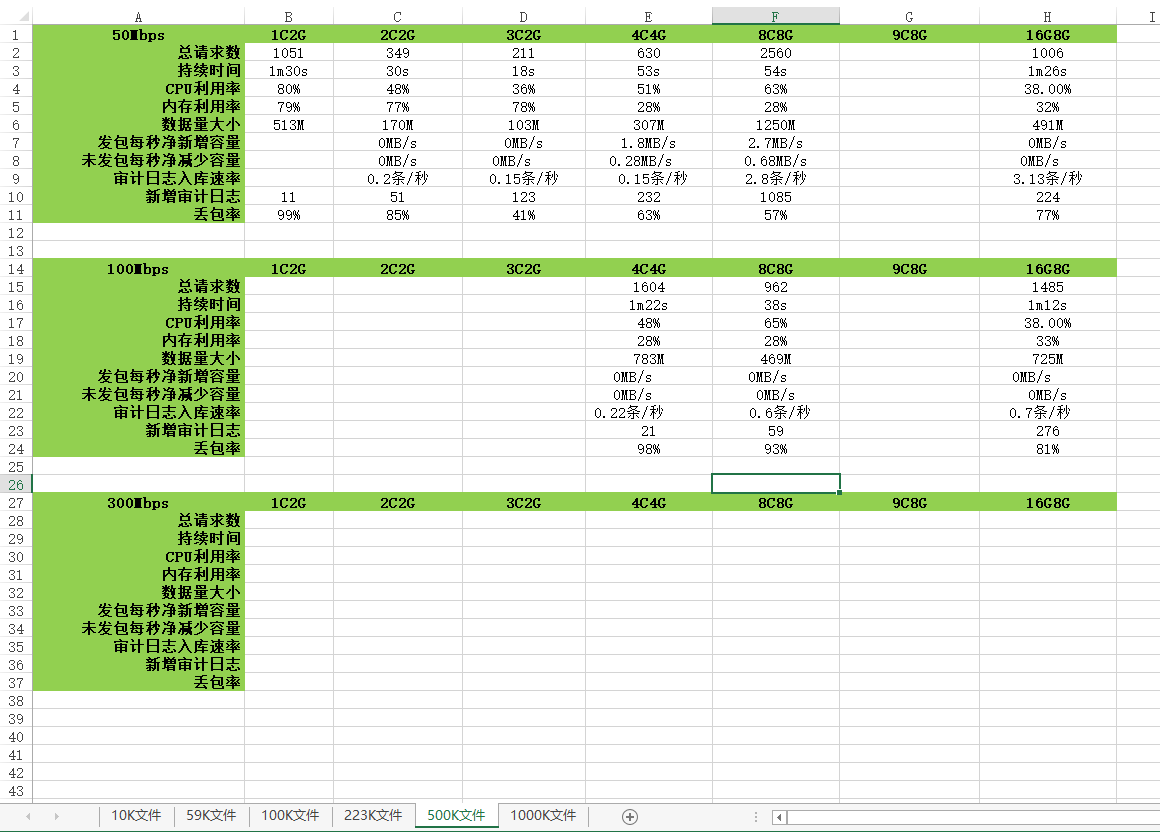 A B C D E F G H I
1 50Mbps 1C2G 2C2G 3C2G 4C4G 8C8G 9C8G 16G8G
2 总请求数 1051 349 211 630 2560 1006
3 持续时间 1m30s 30s 18s 53s 54s 1m26s
4 CPU利用率 80% 48% 36% 51% 63% 38.00%
5 内存利用率 79% 77% 78% 28% 28% 32%
6 数据量大小 513M 170M 103M 307M 1250M 491M
7 发包每秒净新增容量 0MB/s 0MB/s 1.8MB/s 2.7MB/s 0MB/s
8 未发包每秒净减少容量 0MB/s 0MB/s 0.28MB/s 0.68MB/s 0MB/s
9 审计日志入库速率 0.2条/秒 0.15条/秒 0.15条/秒 2.8条/秒 3.13条/秒
10 新增审计日志 11 51 123 232 1085 224
11 丢包率 99% 85% 41% 63% 57% 77%
12
13
14 100Mbps 1C2G 2C2G 3C2G 4C4G 8C8G 9C8G 16G8G
15 总请求数 1604 962 1485
16 持续时间 1m22s 38s 1m12s
17 CPU利用率 48% 65% 38.00%
18 内存利用率 28% 28% 33%
19 数据量大小 783M 469M 725M
20 发包每秒净新增容量 0MB/s 0MB/s 0MB/s
21 未发包每秒净减少容量 0MB/s 0MB/s 0MB/s
22 审计日志入库速率 0.22条/秒 0.6条/秒 0.7条/秒
23 新增审计日志 21 59 276
24 丢包率 98% 93% 81%
25
26
27 300Mbps 1C2G 2C2G 3C2G 4C4G 8C8G 9C8G 16G8G
28 总请求数
29 持续时间
30 CPU利用率
31 内存利用率
32 数据量大小
33 发包每秒净新增容量
34 未发包每秒净减少容量
35 审计日志入库速率
36 新增审计日志
37 丢包率
38
39
40
41
42
43
10K文件 59K文件 100K文件 223K文件 500K文件 1000K文件